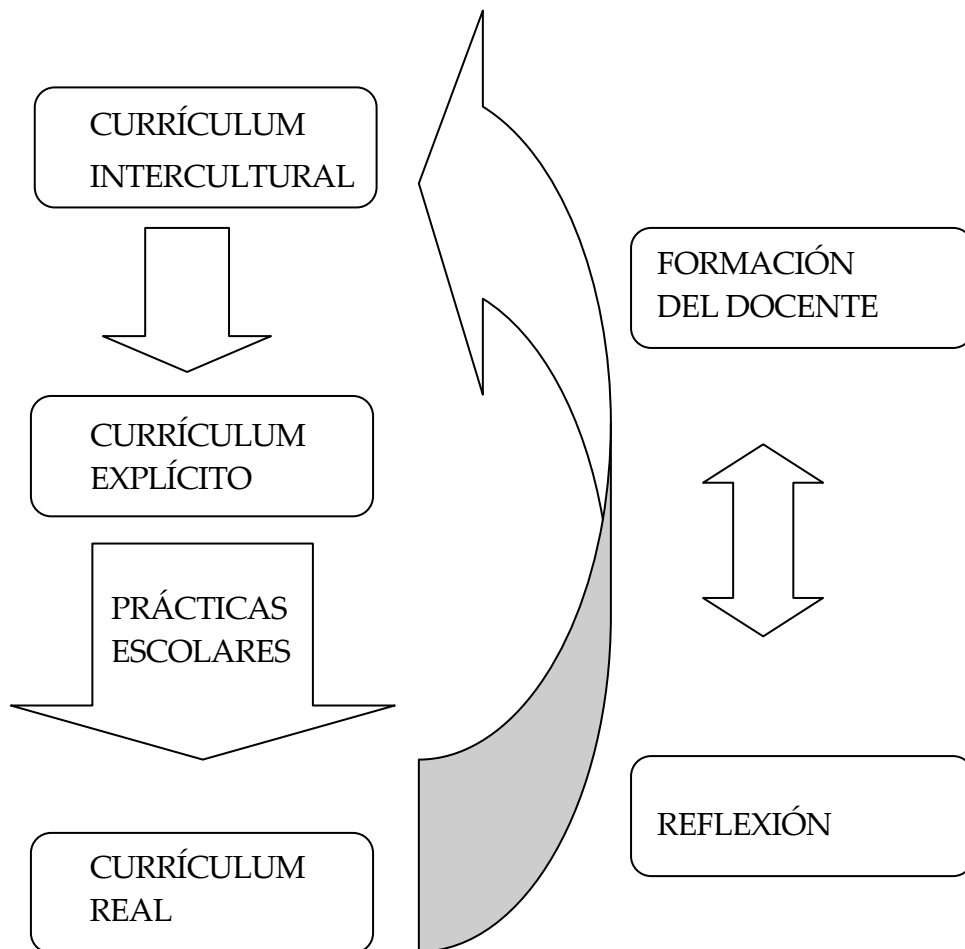 CURRÍCULUM
INTERCULTURAL
FORMACIÓN
DEL DOCENTE
CURRÍCULUM
EXPLÍCITO
PRÁCTICAS
ESCOLARES
REFLEXIÓN
CURRÍCULUM
REAL